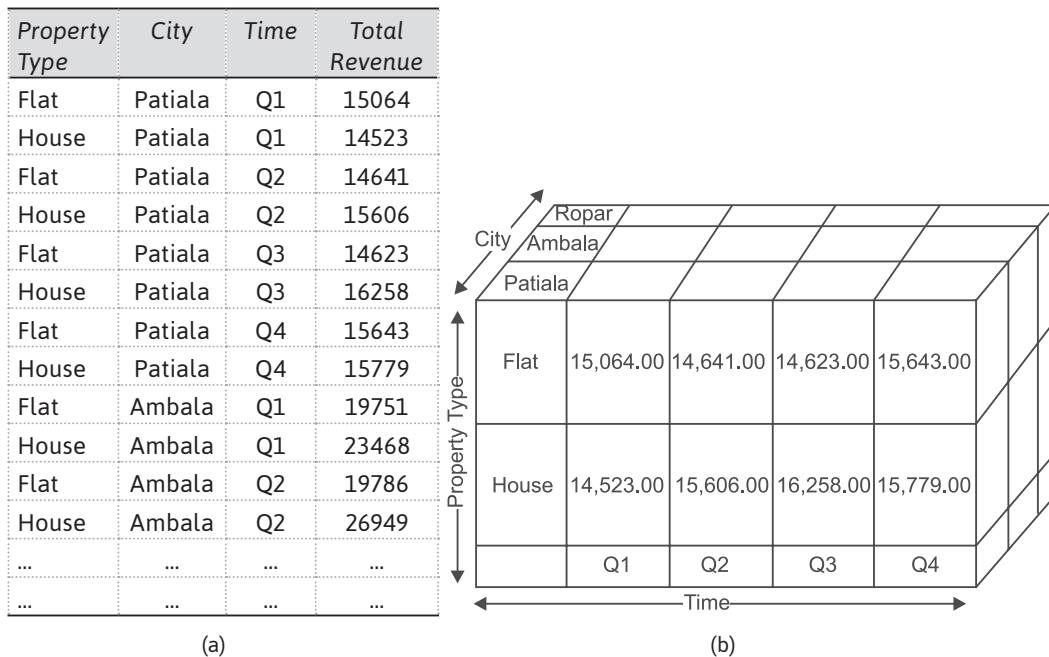 Property Type City Time Total Revenue
Flat Patiala Q1 15064
House Patiala Q1 14523
Flat Patiala Q2 14641
House Patiala Q2 15606
Flat Patiala Q3 14623
House Patiala Q3 16258
Flat Patiala Q4 15643
House Patiala Q4 15779
Flat Ambala Q1 19751
House Ambala Q1 23468
Flat Ambala Q2 19786
House Ambala Q2 26949
... ... ... ...
... ... ... ...
(a)
City
Ropar
Ambala
Patiala
Property Type
Flat 15,064.00 14,641.00 14,623.00 15,643.00
House 14,523.00 15,606.00 16,258.00 15,779.00
Q1 Q2 Q3 Q4
Time
(b)